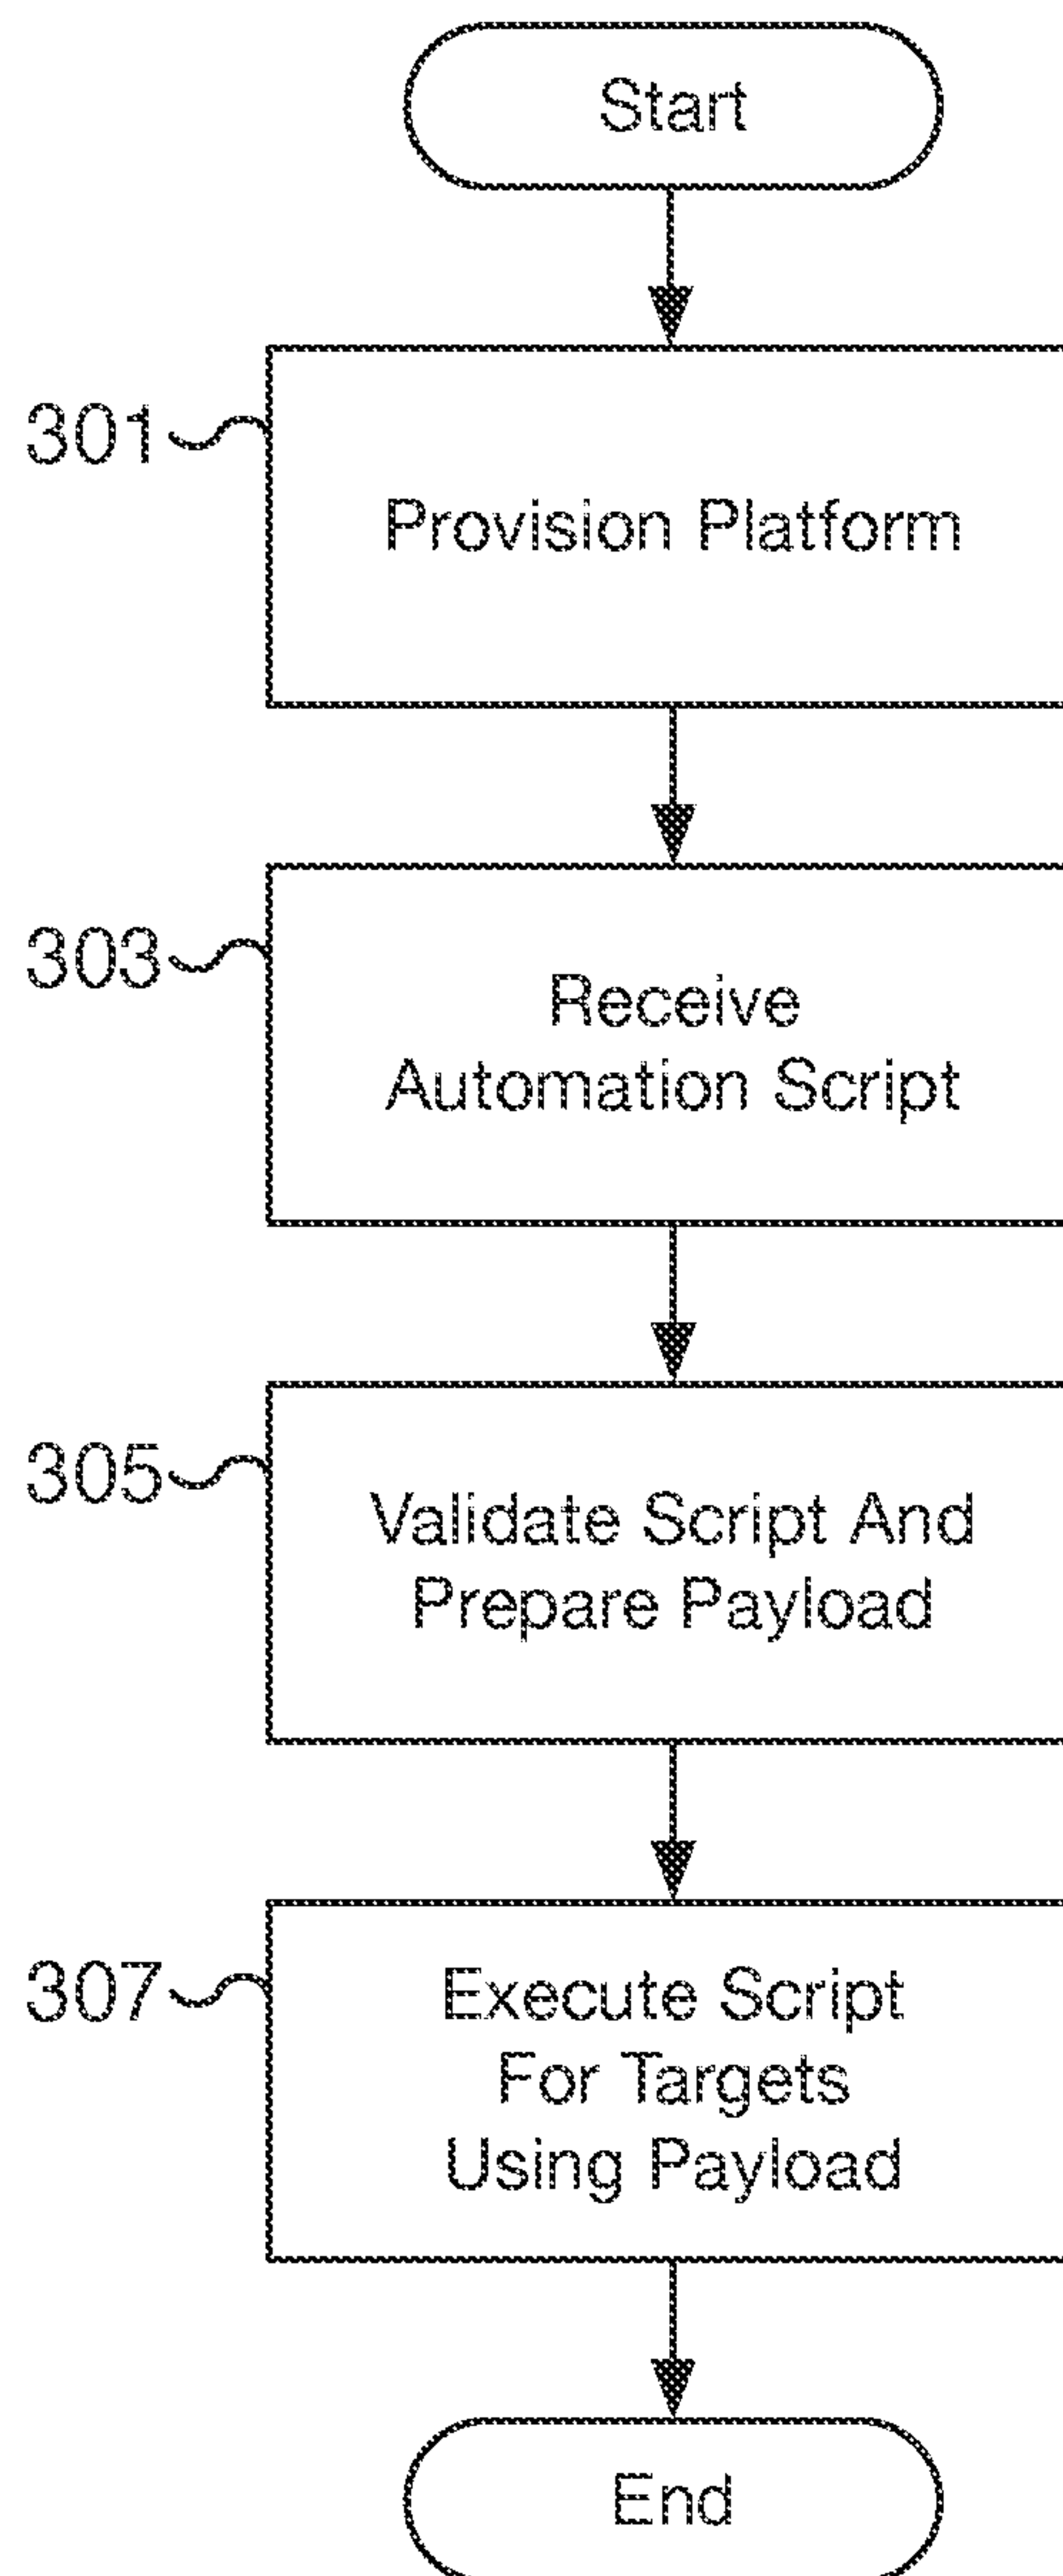 Start
301
Provision Platform
303
Receive
Automation Script
305
Validate Script And
Prepare Payload
307
Execute Script
For Targets
Using Payload
End